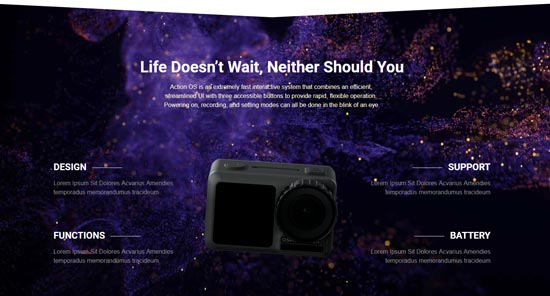 Life Doesn't Wait, Neither Should You
Action OS is an extremely fast interactive system that combines an efficient,
streamlined UI with three accessible buttons to provide rapid, flexible operation.
Powering on, recording, and setting modes can all be done in the blink of an eye
DESIGN
Lorem Ipsum Sit Dolores Acvarius Amendies
temporadus memorandumus tracideum
SUPPORT
Lorem Ipsum Sit Dolores Acvarius Amendies
temporadus memorandumus tracideum
FUNCTIONS
Lorem Ipsum Sit Dolores Acvarius Amendies
temporadus memorandumus tracideum
BATTERY
Lorem Ipsum Sit Dolores Acvarius Amendies
temporadus memorandumus tracideum